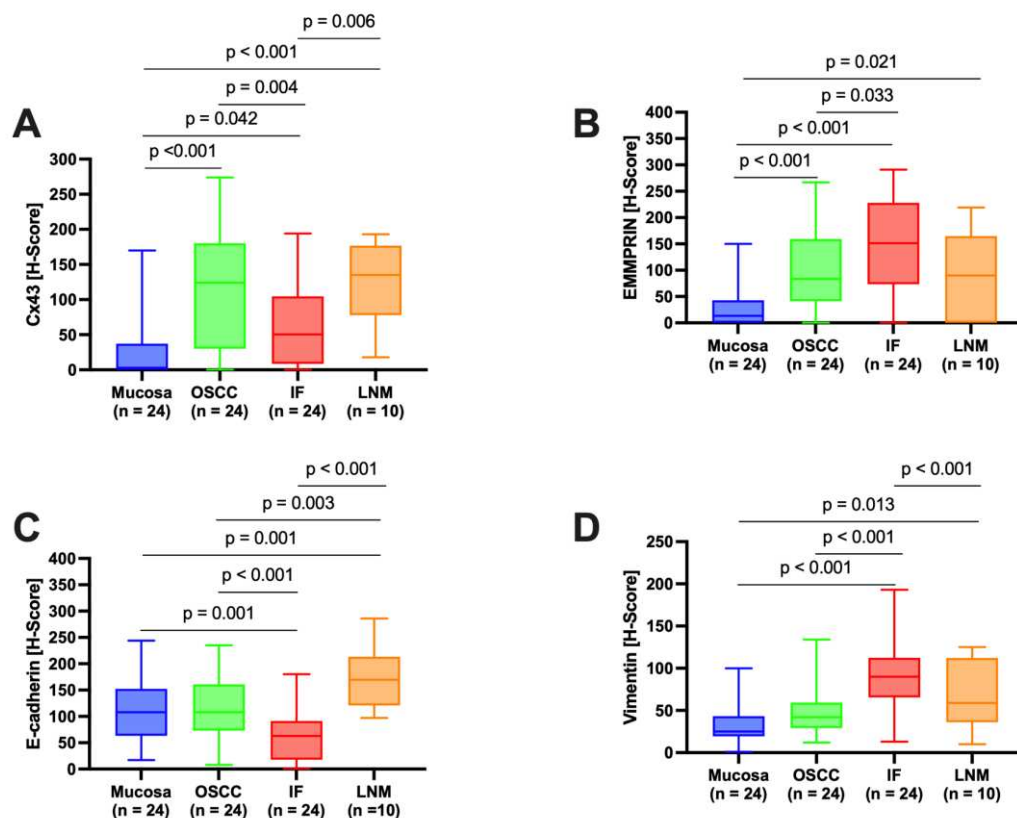 A
p = 0.006
p < 0.001
p = 0.004
p = 0.042
p <0.001
Cx43 [H-Score]
300
250
200
150
100
50
0
Mucosa OSCC IF LNM
(n = 24) (n = 24) (n = 24) (n = 10)
B
p = 0.021
p = 0.033
p < 0.001
p < 0.001
EMMPRIN [H-Score]
400
350
300
250
200
150
100
50
0
Mucosa OSCC IF LNM
(n = 24) (n = 24) (n = 24) (n = 10)
C
p < 0.001
p = 0.003
p = 0.001
p < 0.001
p = 0.001
E-cadherin [H-Score]
400
350
300
250
200
150
100
50
0
Mucosa OSCC IF LNM
(n = 24) (n = 24) (n = 24) (n =10)
D
p < 0.001
p = 0.013
p <0.001
p < 0.001
Vimentin [H-Score]
250
200
150
100
50
0
Mucosa OSCC IF LNM
(n = 24) (n = 24) (n = 24) (n = 10)